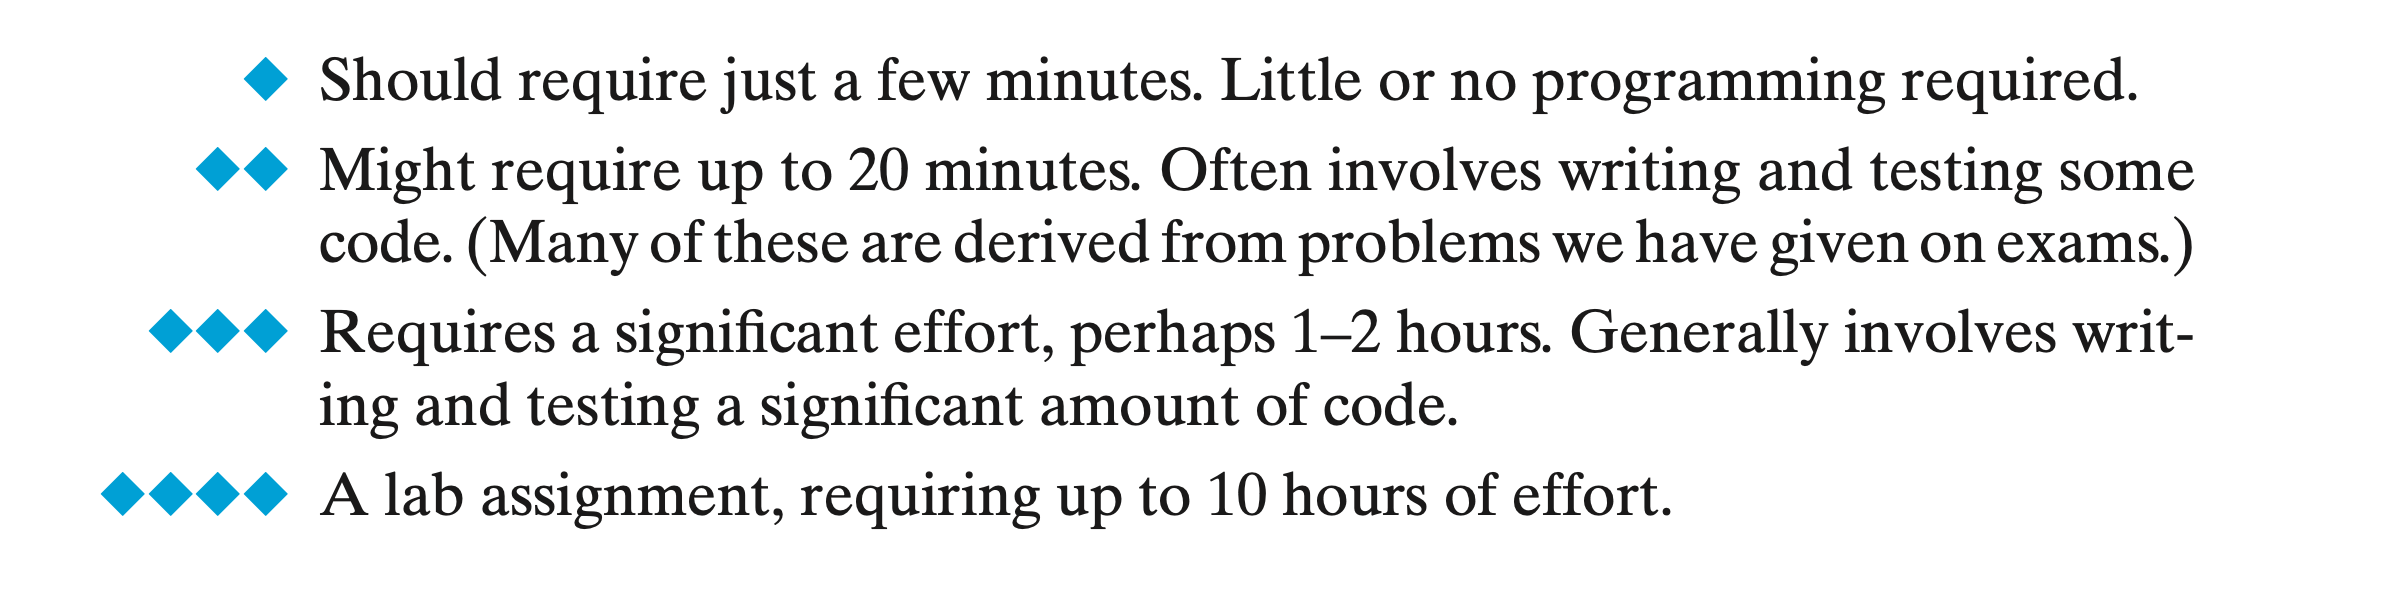 ◆ Should require just a few minutes. Little or no programming required.
◆◆ Might require up to 20 minutes. Often involves writing and testing some
code. (Many of these are derived from problems we have given on exams.)
◆◆◆ Requires a significant effort, perhaps 1–2 hours. Generally involves writ-
ing and testing a significant amount of code.
◆◆◆◆ A lab assignment, requiring up to 10 hours of effort.